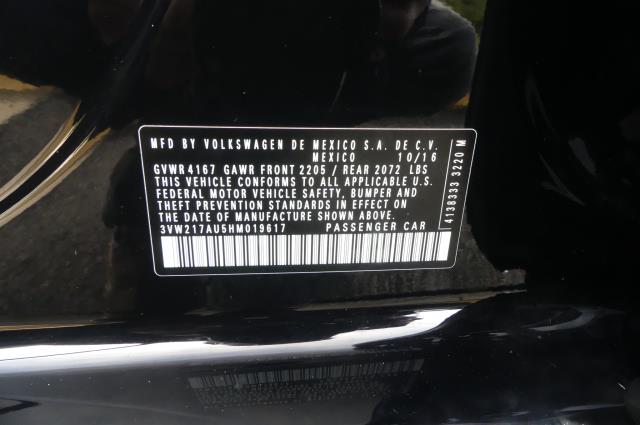 MFD BY VOLKSWAGEN DE MEXICO S.A. DE C.V.
MEXICO 10/16
GVWR 4167 GAWR FRONT 2205 / REAR 2072 LBS
THIS VEHICLE CONFORMS TO ALL APPLICABLE U.S.
FEDERAL MOTOR VEHICLE SAFETY, BUMPER AND
THEFT PREVENTION STANDARDS IN EFFECT ON
THE DATE OF MANUFACTURE SHOWN ABOVE.
3VW217AU5HM019617 PASSENGER CAR
4138333 3220 M